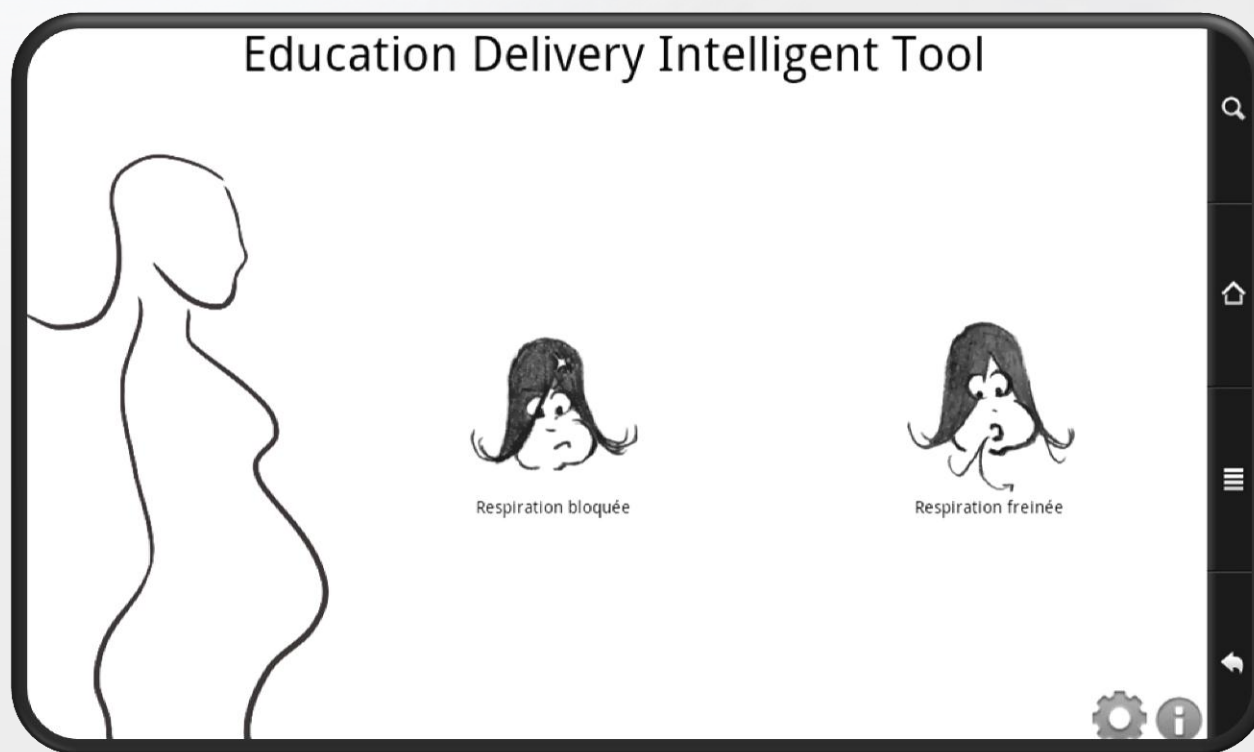 Education Delivery Intelligent Tool
Respiration bloquée
Respiration freinée